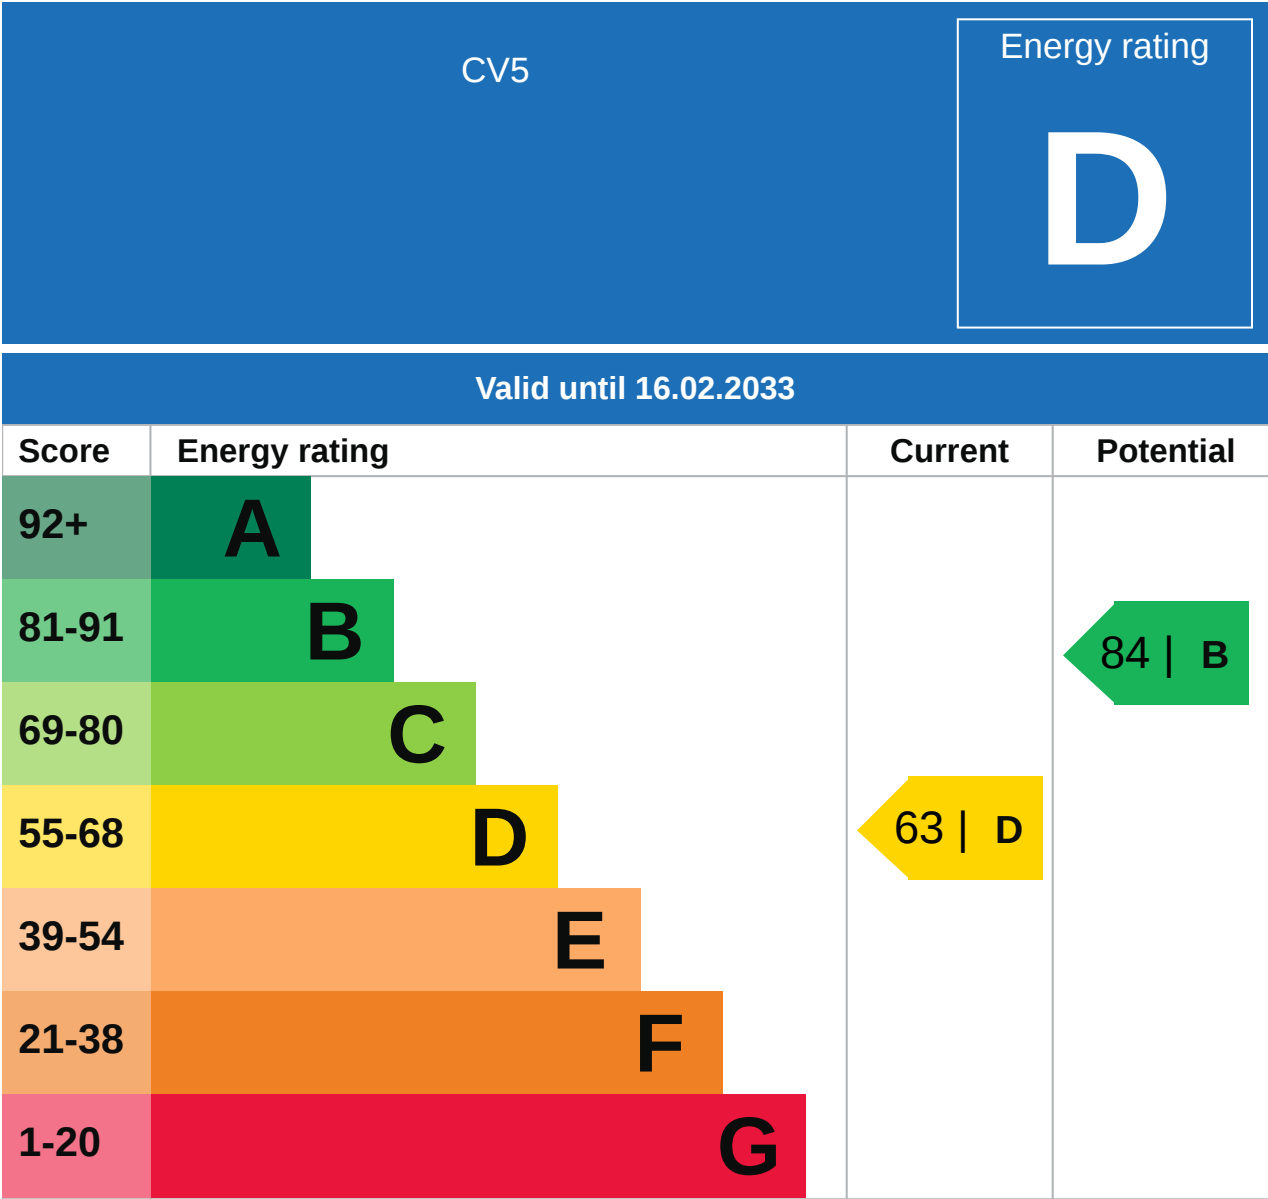 CV5
Energy rating
D
Valid until 16.02.2033
Score Energy rating Current Potential
92+ A
81-91 B 84 | B
69-80 C
55-68 D 63 | D
39-54 E
21-38 F
1-20 G